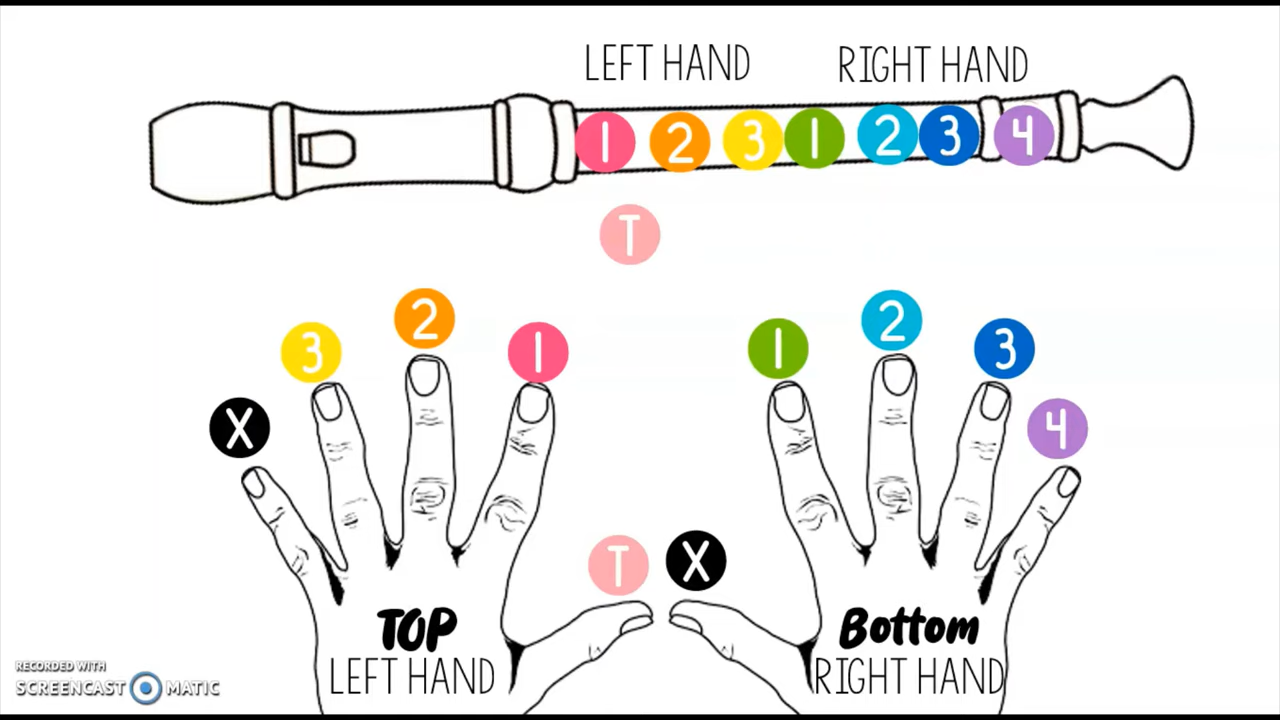 LEFT HAND RIGHT HAND
1 2 3 1 2 3 4
T
X 3 2 1 1 2 3 4
T X
TOP Bottom
LEFT HAND RIGHT HAND
RECORDED WITH
SCREENCAST MATIC